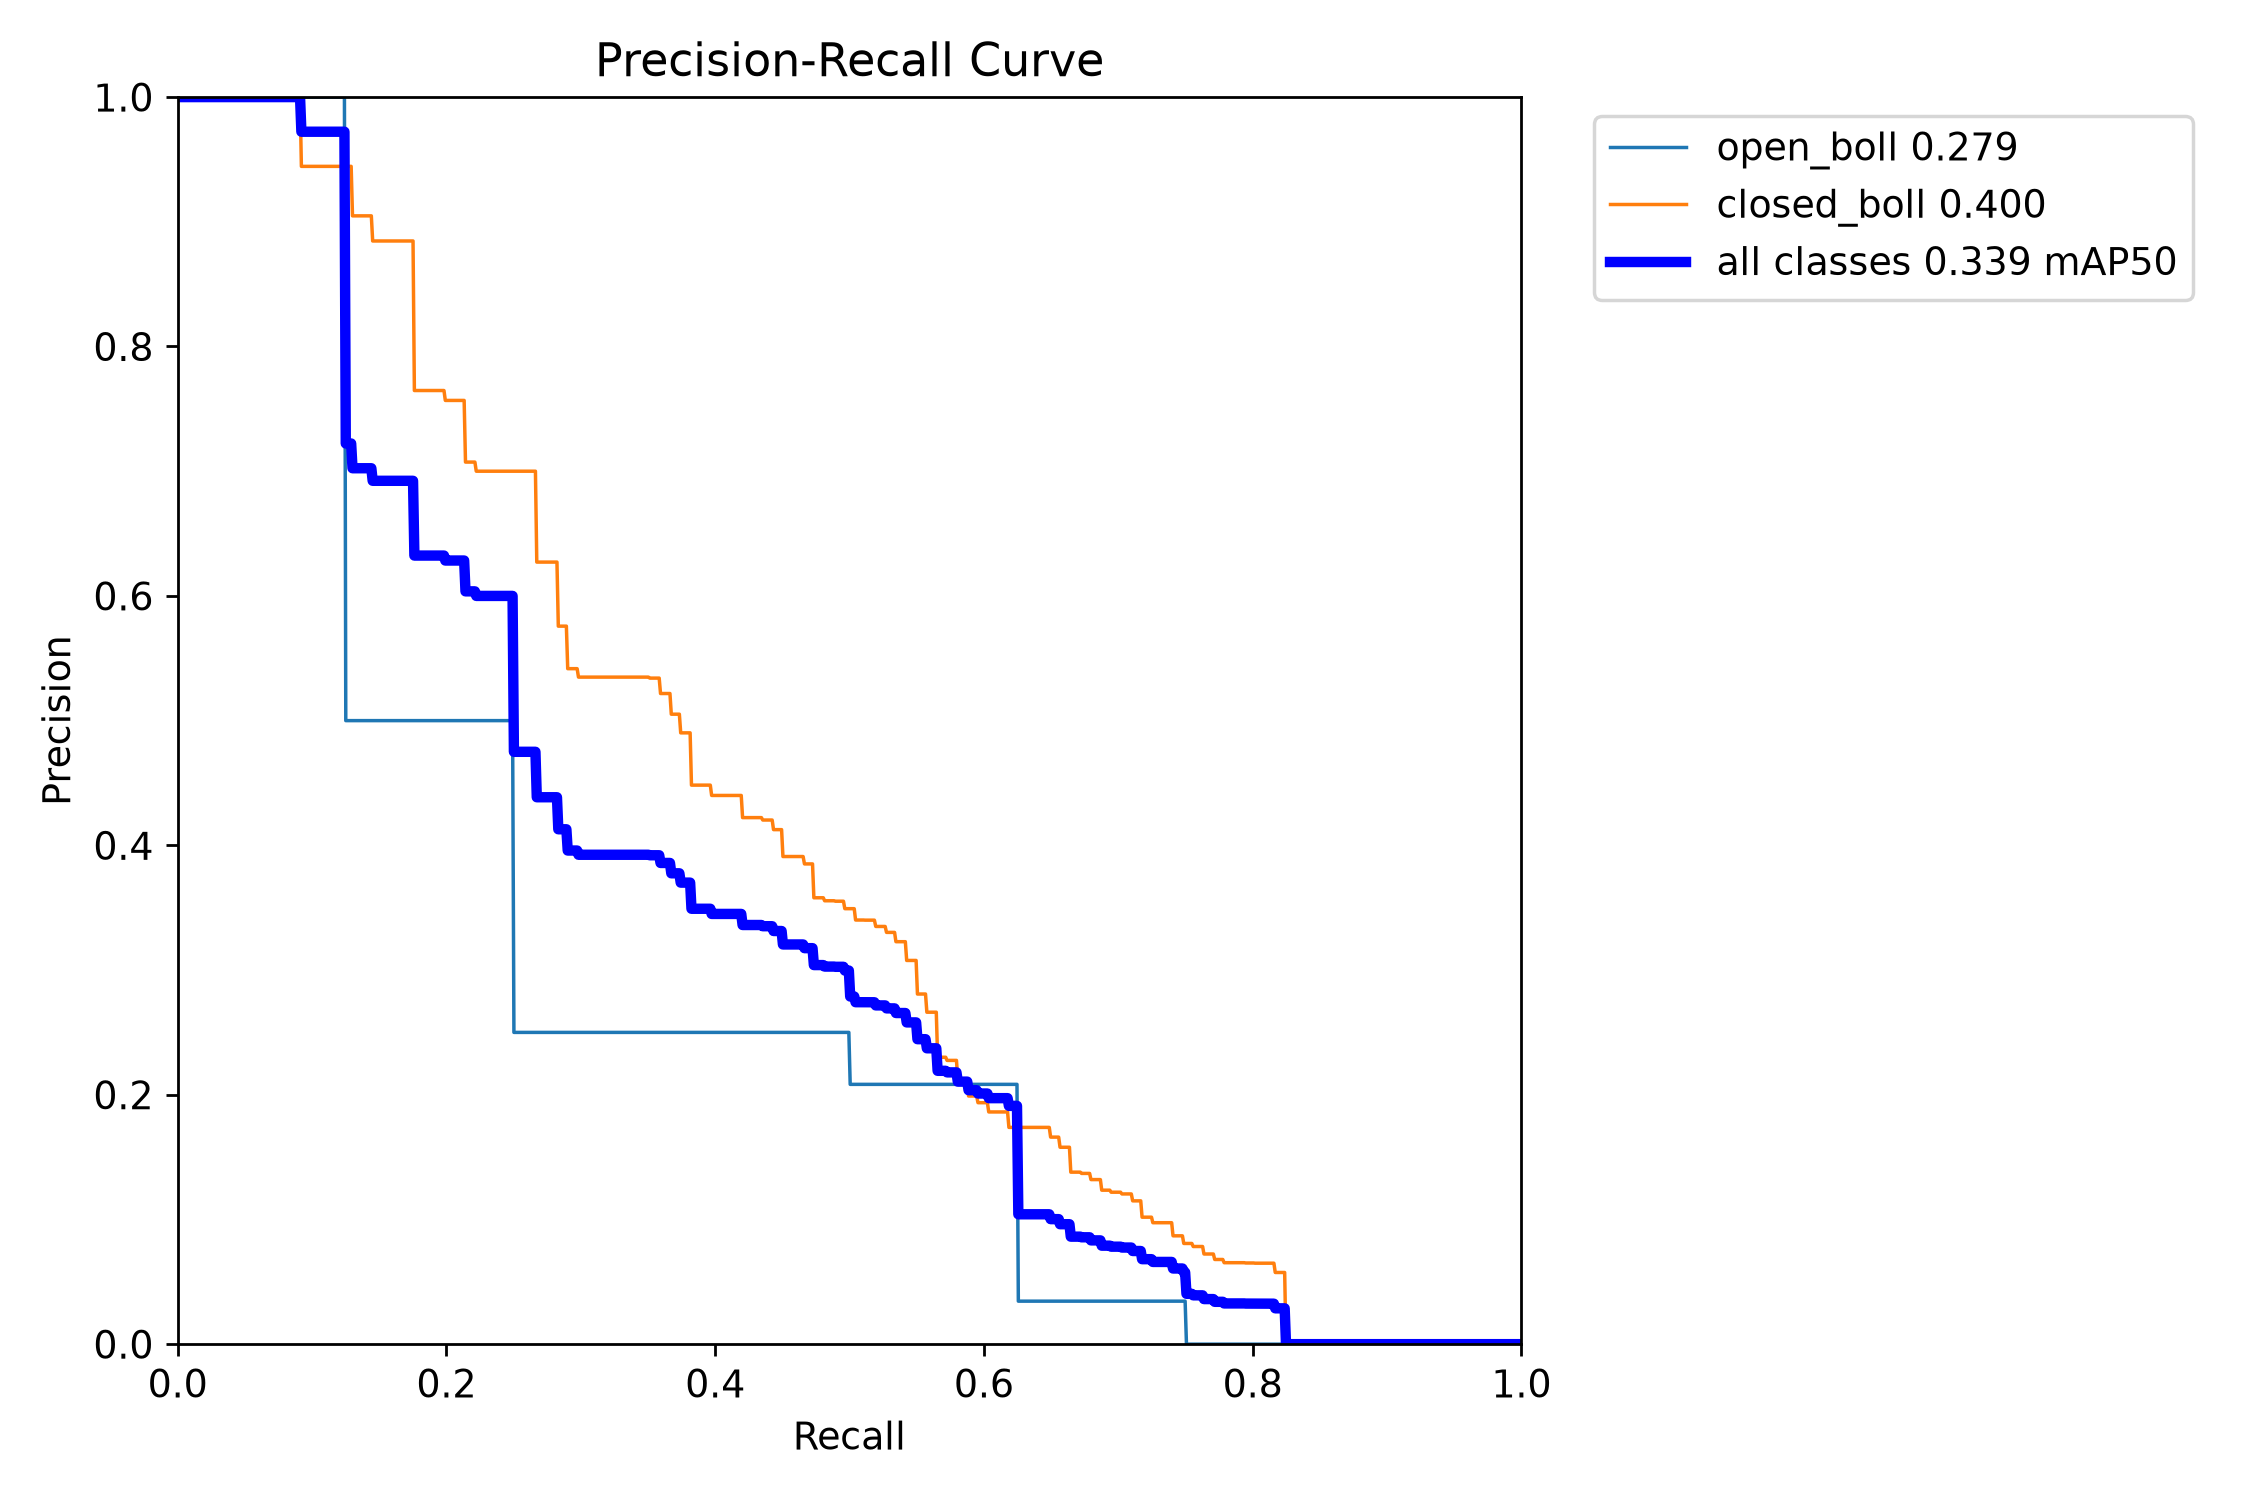 Precision-Recall Curve
1.0
0.8
0.6
0.4
0.2
0.0
Precision
0.0 0.2 0.4 0.6 0.8 1.0
Recall
open_boll 0.279
closed_boll 0.400
all classes 0.339 mAP50